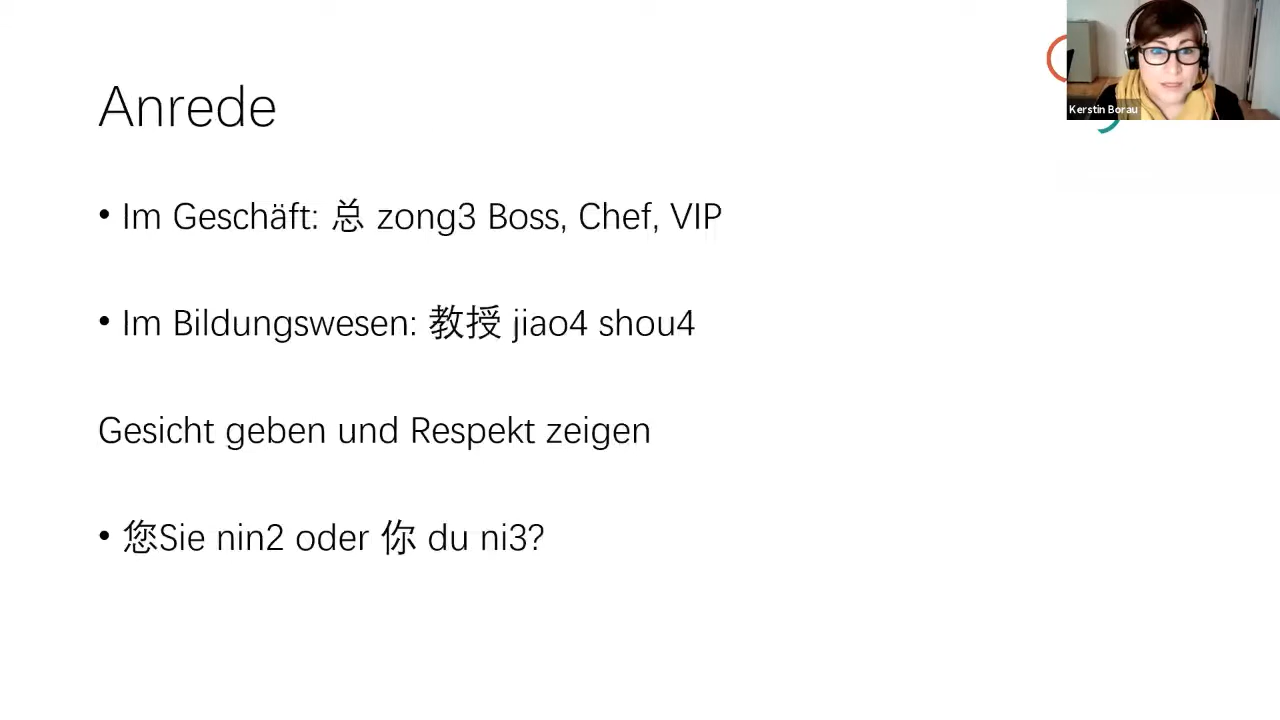 Anrede
• Im Geschäft: 总 zong3 Boss, Chef, VIP
• Im Bildungswesen: 教授 jiao4 shou4
Gesicht geben und Respekt zeigen
• 您Sie nin2 oder 你 du ni3?
Kerstin Borau